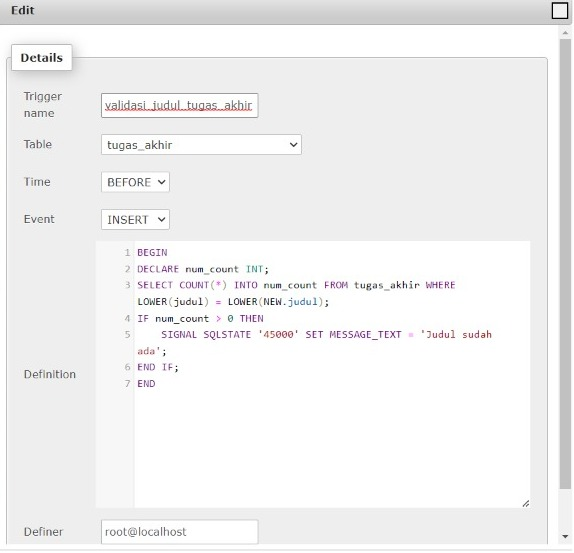 Edit
Details
Trigger
name
validasi_judul_tugas_akhir
Table
tugas_akhir
Time
BEFORE
Event
INSERT
Definition
1 BEGIN
2 DECLARE num_count INT;
3 SELECT COUNT(*) INTO num_count FROM tugas_akhir WHERE
LOWER(judul) = LOWER(NEW.judul);
4 IF num_count > 0 THEN
5 SIGNAL SQLSTATE '45000' SET MESSAGE_TEXT = 'Judul sudah
ada';
6 END IF;
7 END
Definer
root@localhost